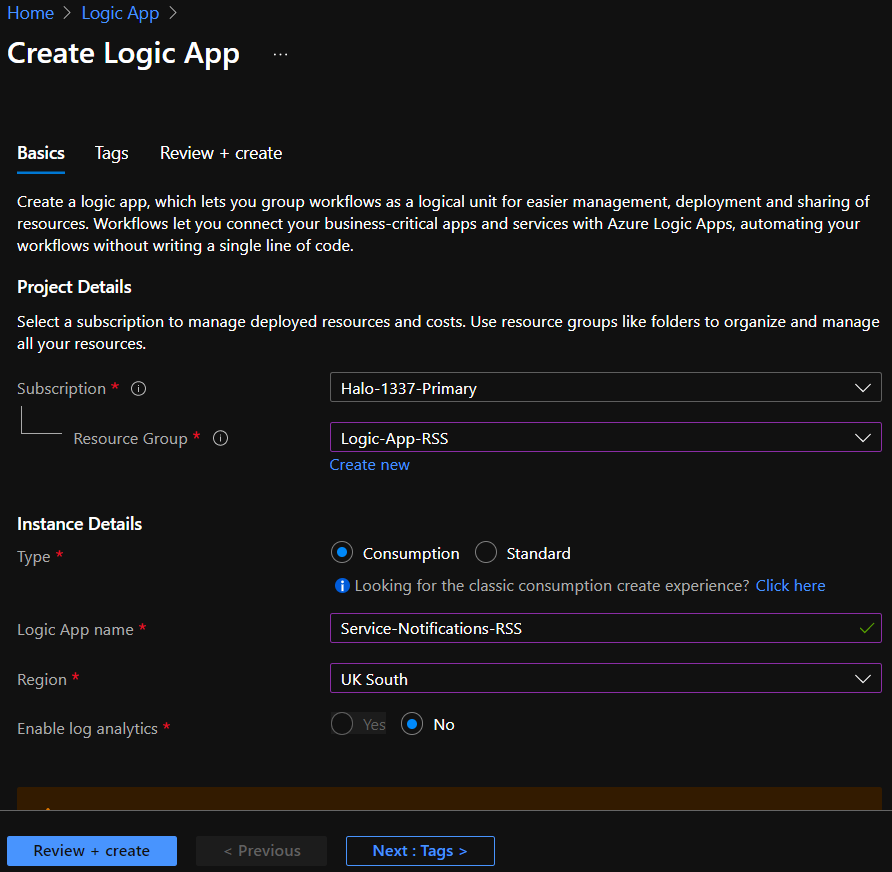 Home > Logic App >
Create Logic App ...
Basics Tags Review + create
Create a logic app, which lets you group workflows as a logical unit for easier management, deployment and sharing of
resources. Workflows let you connect your business-critical apps and services with Azure Logic Apps, automating your
workflows without writing a single line of code.
Project Details
Select a subscription to manage deployed resources and costs. Use resource groups like folders to organize and manage
all your resources.
Subscription * Halo-1337-Primary
Resource Group * Logic-App-RSS
Create new
Instance Details
Type * Consumption Standard
Looking for the classic consumption create experience? Click here
Logic App name * Service-Notifications-RSS
Region * UK South
Enable log analytics * Yes No
Review + create < Previous Next : Tags >